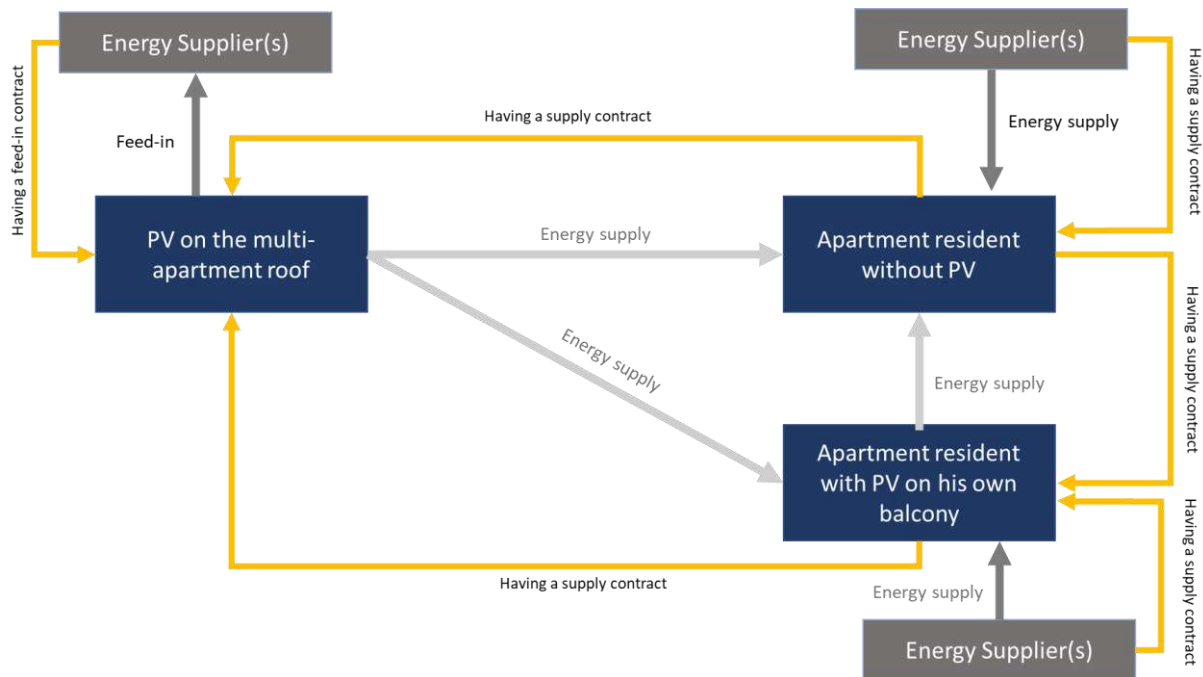 Energy Supplier(s)
Energy Supplier(s)
Having a feed-in contract
Feed-in
Having a supply contract
Energy supply
Having a supply contract
PV on the multi-
apartment roof
Energy supply
Apartment resident
without PV
Energy supply
Energy supply
Having a supply contract
Apartment resident
with PV on his own
balcony
Having a supply contract
Energy supply
Having a supply contract
Energy Supplier(s)